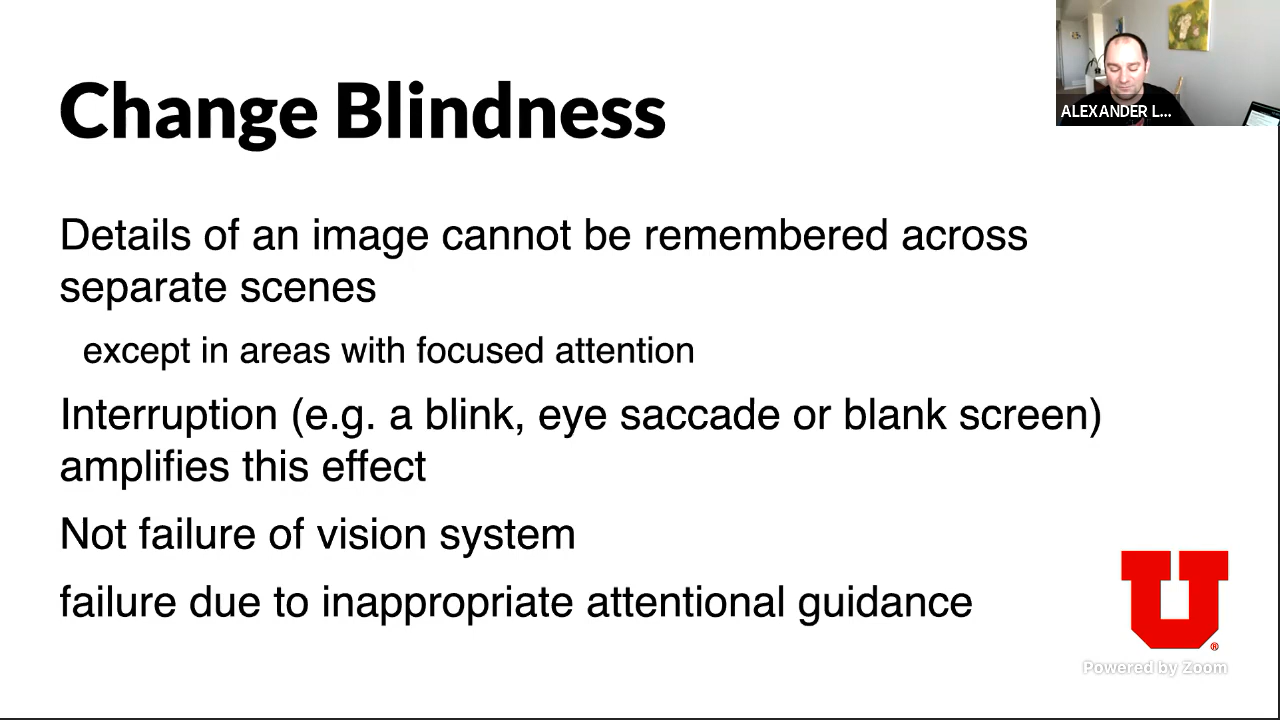 Change Blindness
ALEXANDER L...
Details of an image cannot be remembered across
separate scenes
except in areas with focused attention
Interruption (e.g. a blink, eye saccade or blank screen)
amplifies this effect
Not failure of vision system
failure due to inappropriate attentional guidance
U
®
Powered by Zoom